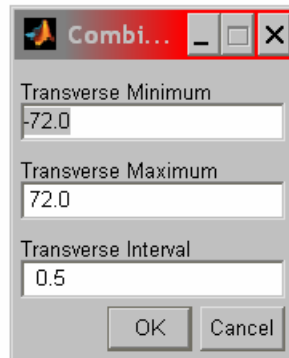 Combi...
Transverse Minimum
-72.0
Transverse Maximum
72.0
Transverse Interval
0.5
OK Cancel